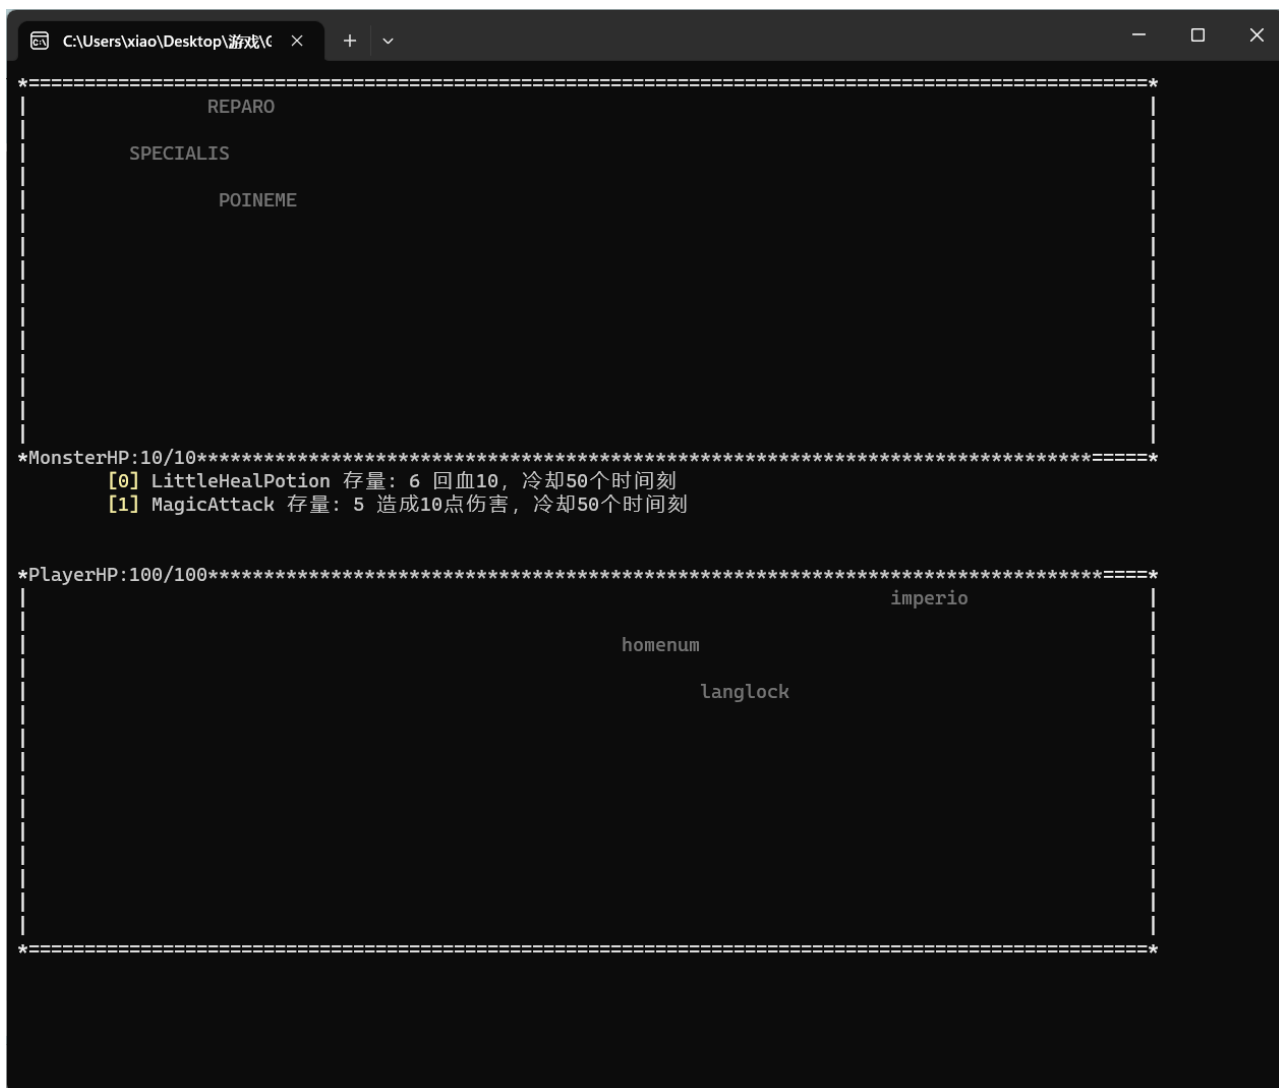 C:\Users\xiao\Desktop\游戏\G
*====================================================================================================*
REPARO
SPECIALIS
POINEME
*MonsterHP:10/10********************************************************************************=====*
[0] LittleHealPotion 存量: 6 回血10, 冷却50个时间刻
[1] MagicAttack 存量: 5 造成10点伤害, 冷却50个时间刻
*PlayerHP:100/100********************************************************************************====*
imperio
homenum
langlock
*====================================================================================================*